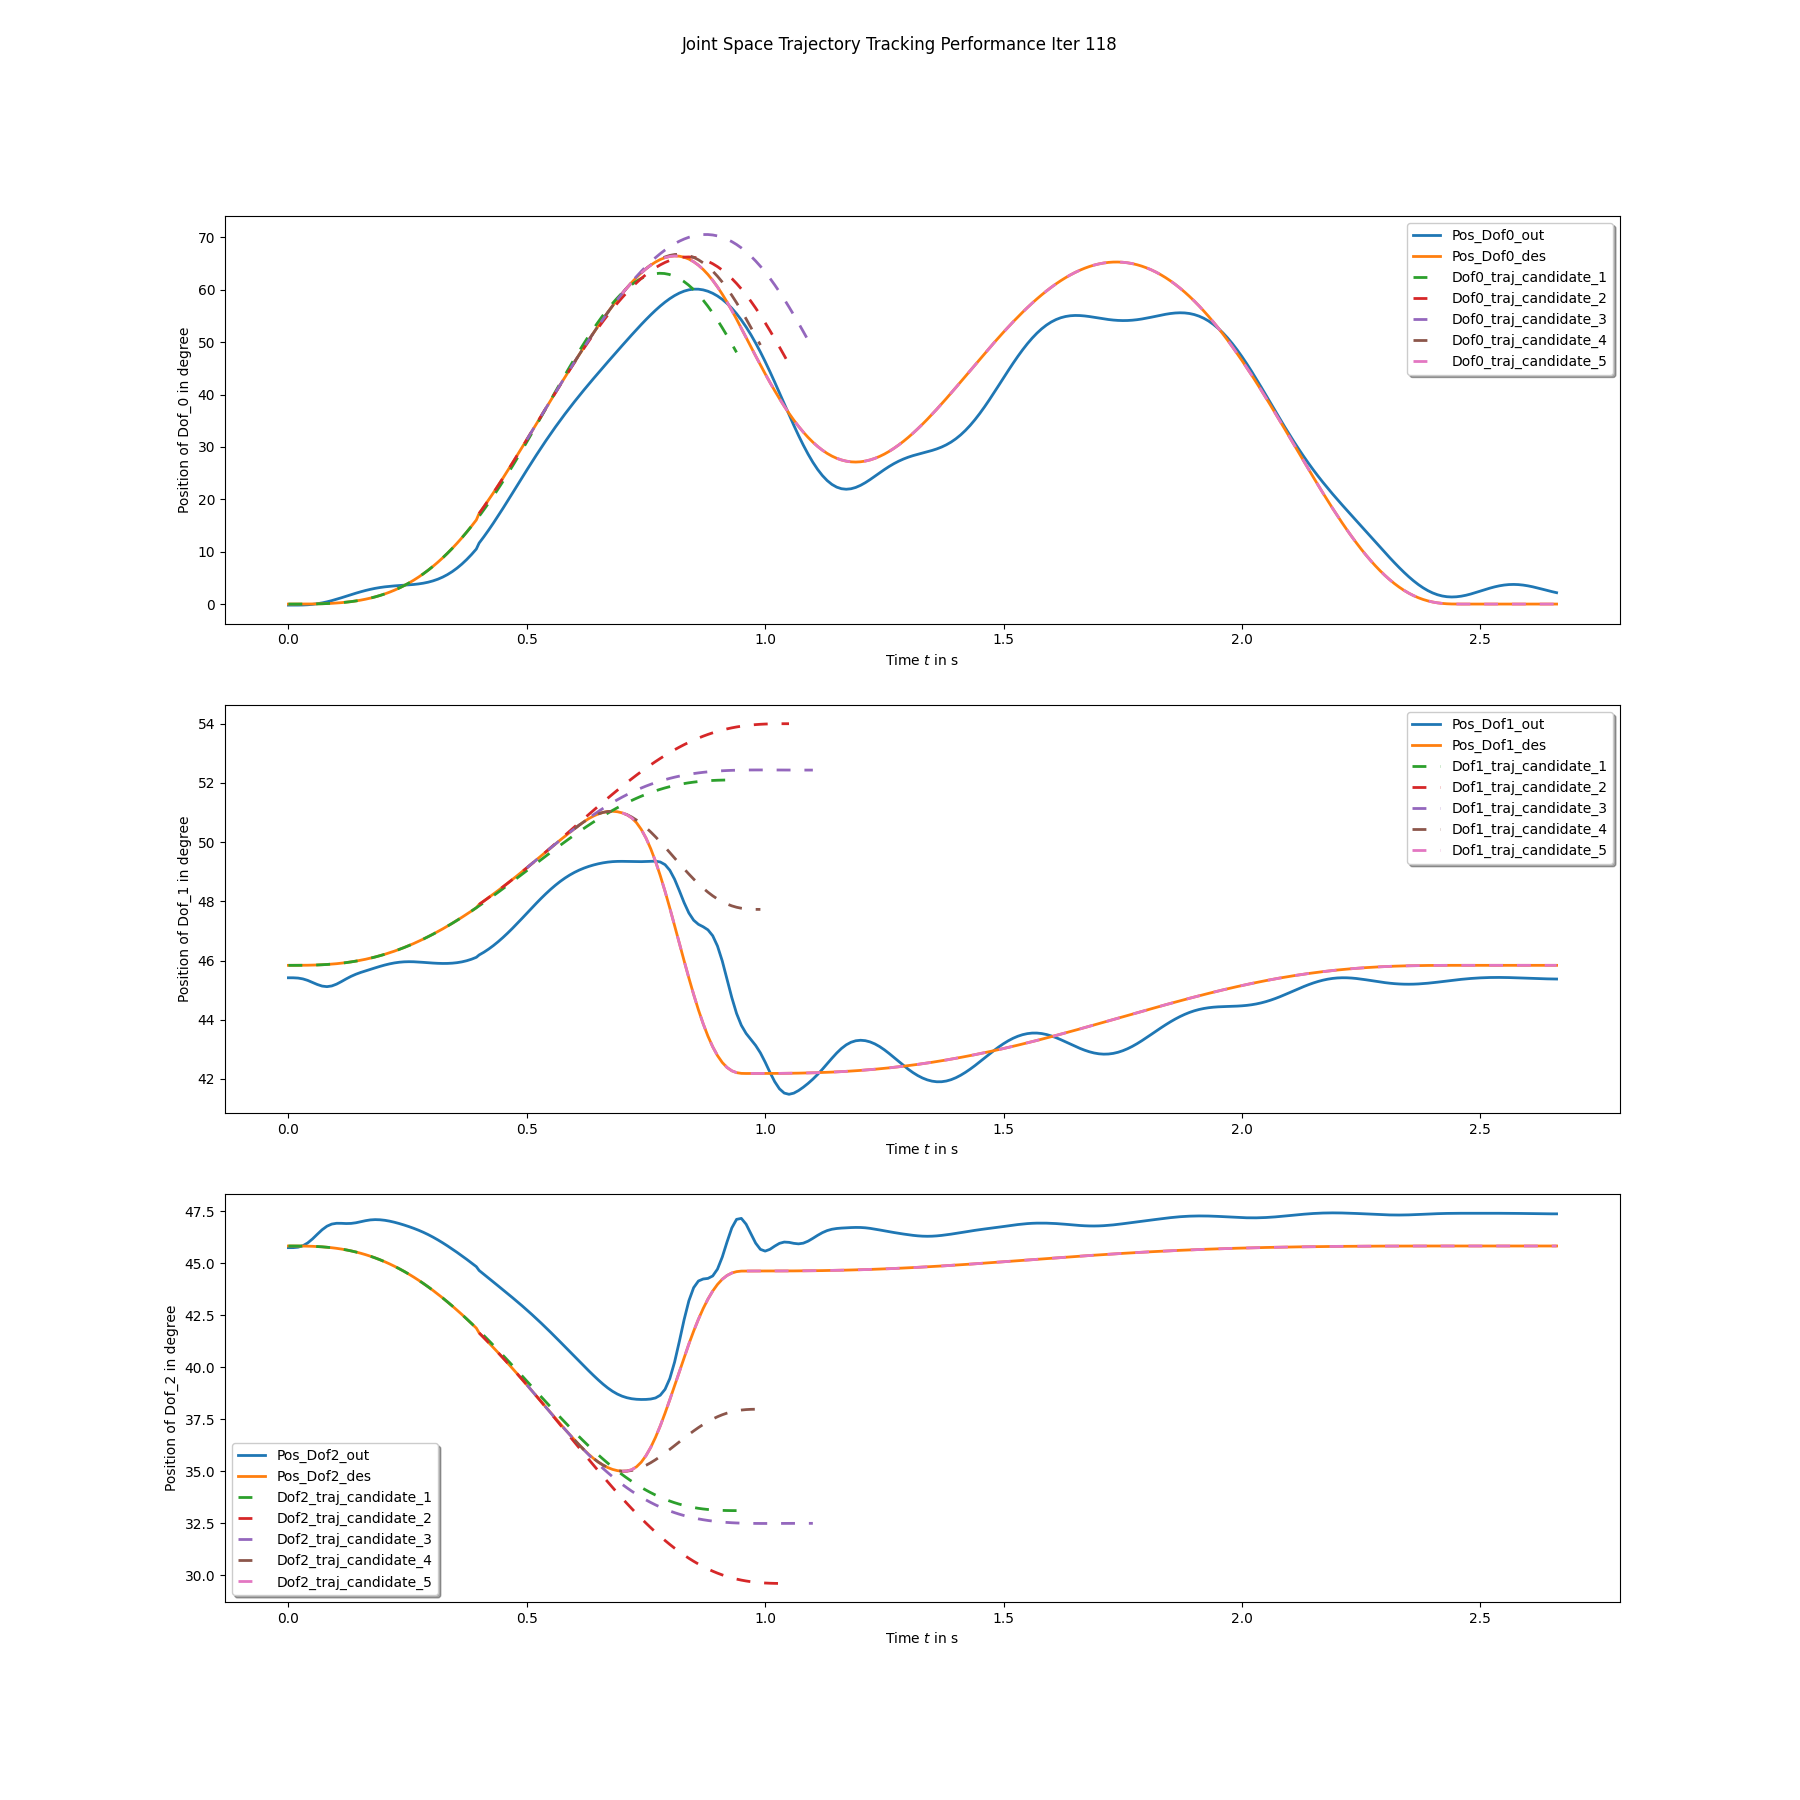 Joint Space Trajectory Tracking Performance Iter 118
Position of Dof_0 in degree
70
60
50
40
30
20
10
0
0.0 0.5 1.0 1.5 2.0 2.5
Time t in s
Pos_Dof0_out
Pos_Dof0_des
Dof0_traj_candidate_1
Dof0_traj_candidate_2
Dof0_traj_candidate_3
Dof0_traj_candidate_4
Dof0_traj_candidate_5
Position of Dof_1 in degree
54
52
50
48
46
44
42
0.0 0.5 1.0 1.5 2.0 2.5
Time t in s
Pos_Dof1_out
Pos_Dof1_des
Dof1_traj_candidate_1
Dof1_traj_candidate_2
Dof1_traj_candidate_3
Dof1_traj_candidate_4
Dof1_traj_candidate_5
Position of Dof_2 in degree
47.5
45.0
42.5
40.0
37.5
35.0
32.5
30.0
Pos_Dof2_out
Pos_Dof2_des
Dof2_traj_candidate_1
Dof2_traj_candidate_2
Dof2_traj_candidate_3
Dof2_traj_candidate_4
Dof2_traj_candidate_5
0.0 0.5 1.0 1.5 2.0 2.5
Time t in s